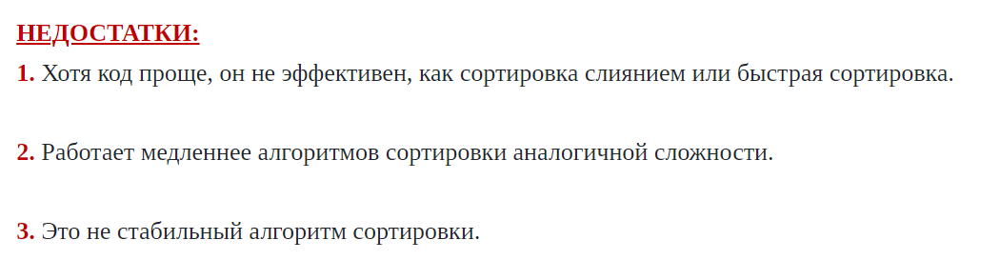 НЕДОСТАТКИ:
1. Хотя код проще, он не эффективен, как сортировка слиянием или быстрая сортировка.
2. Работает медленнее алгоритмов сортировки аналогичной сложности.
3. Это не стабильный алгоритм сортировки.